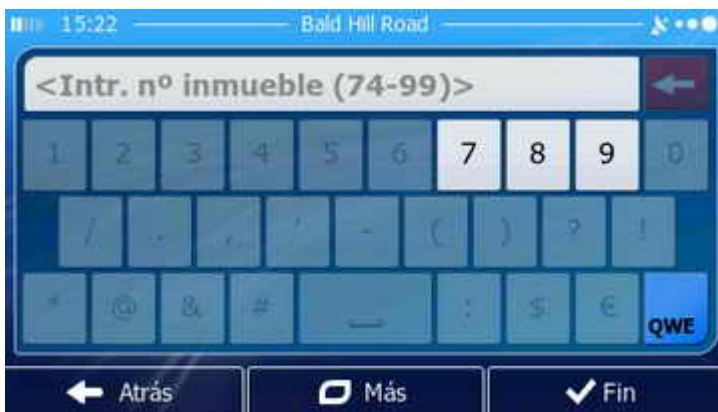 15:22 Bald Hill Road
<Intr. nº inmueble (74-99)>
1 2 3 4 5 6 7 8 9 0
/ . , ' - ( ) ? !
* @ & # : $ € QWE
Atrás Más Fin